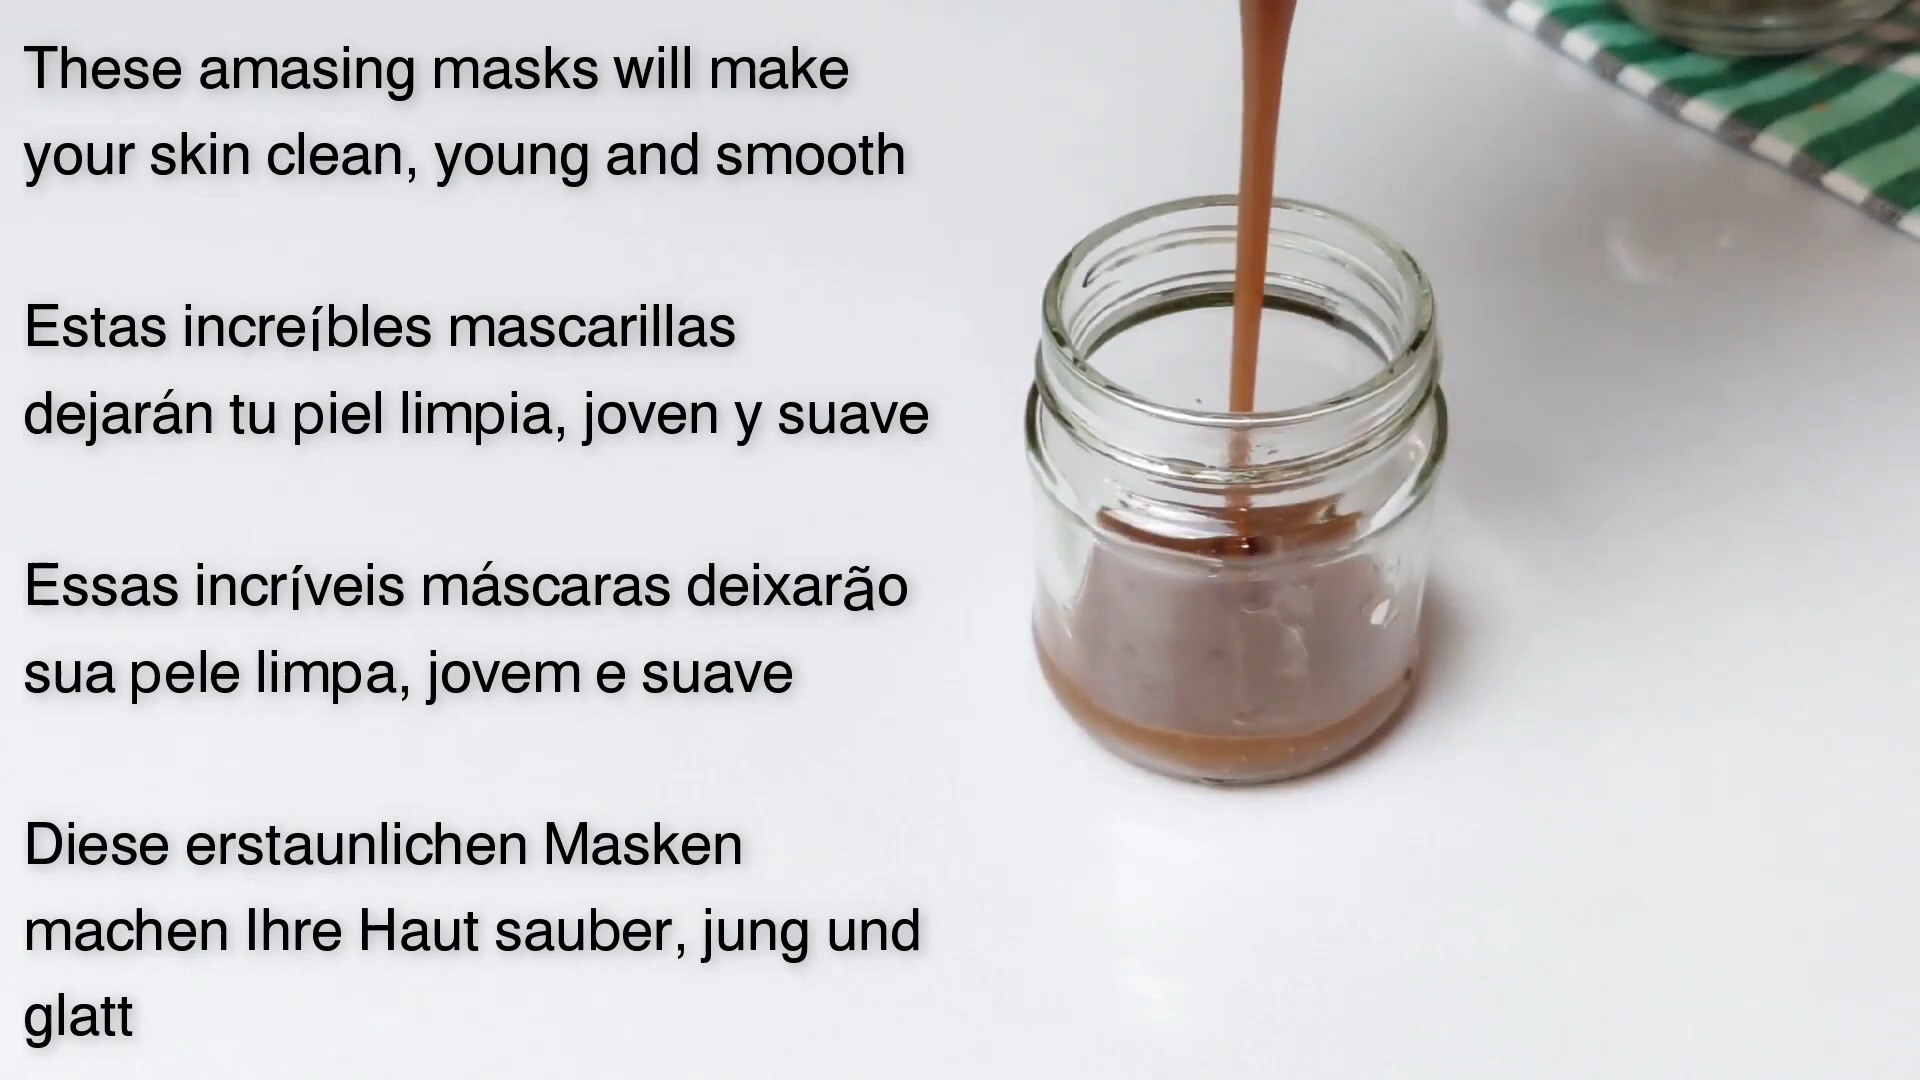 These amasing masks will make
your skin clean, young and smooth
Estas increíbles mascarillas
dejarán tu piel limpia, joven y suave
Essas incríveis máscaras deixarão
sua pele limpa, jovem e suave
Diese erstaunlichen Masken
machen Ihre Haut sauber, jung und
glatt